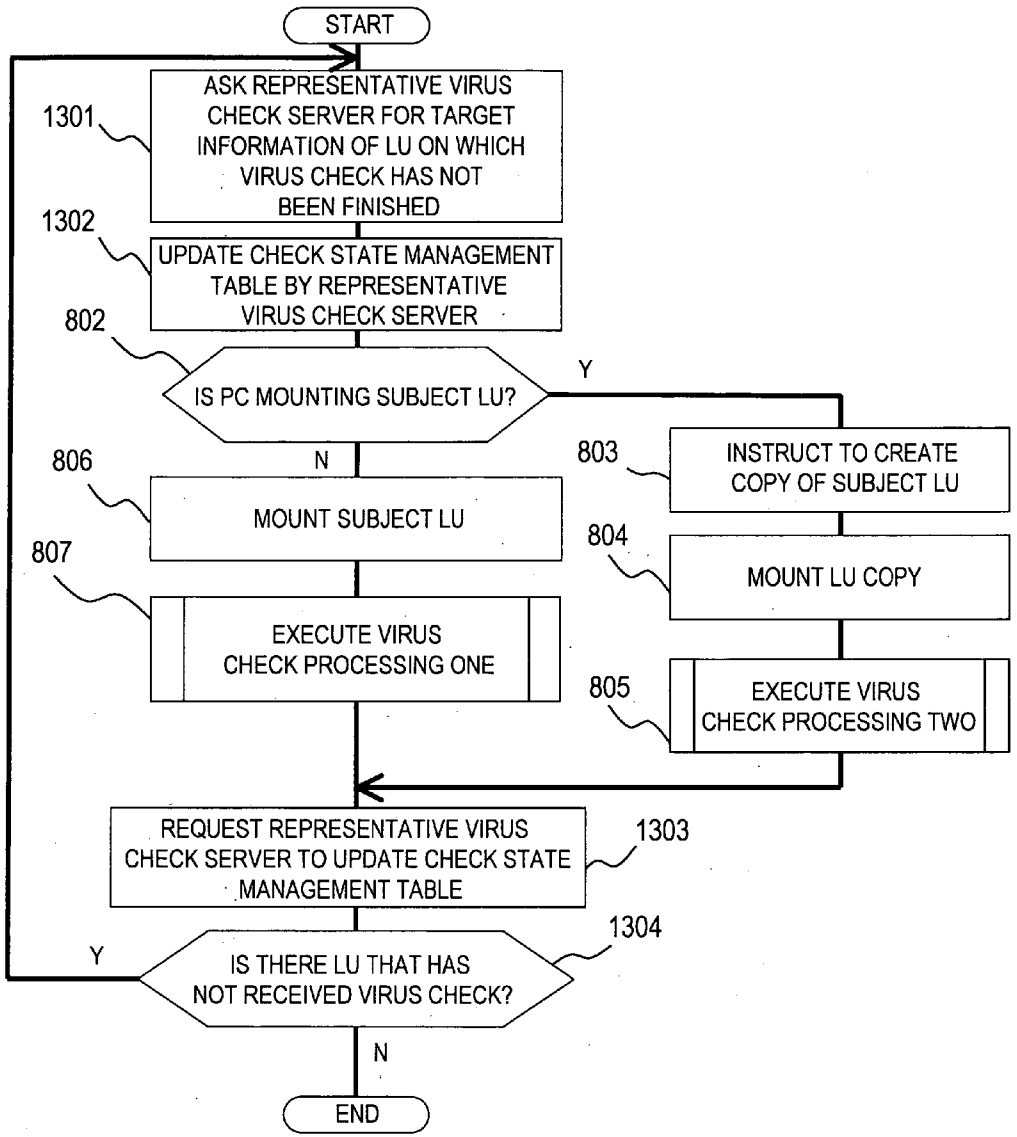 START
1301
ASK REPRESENTATIVE VIRUS
CHECK SERVER FOR TARGET
INFORMATION OF LU ON WHICH
VIRUS CHECK HAS NOT
BEEN FINISHED
1302
UPDATE CHECK STATE MANAGEMENT
TABLE BY REPRESENTATIVE
VIRUS CHECK SERVER
802
IS PC MOUNTING SUBJECT LU?
Y
N
803
INSTRUCT TO CREATE
COPY OF SUBJECT LU
806
MOUNT SUBJECT LU
804
MOUNT LU COPY
807
EXECUTE VIRUS
CHECK PROCESSING ONE
805
EXECUTE VIRUS
CHECK PROCESSING TWO
REQUEST REPRESENTATIVE VIRUS
CHECK SERVER TO UPDATE CHECK STATE
MANAGEMENT TABLE
1303
1304
Y
IS THERE LU THAT HAS
NOT RECEIVED VIRUS CHECK?
N
END